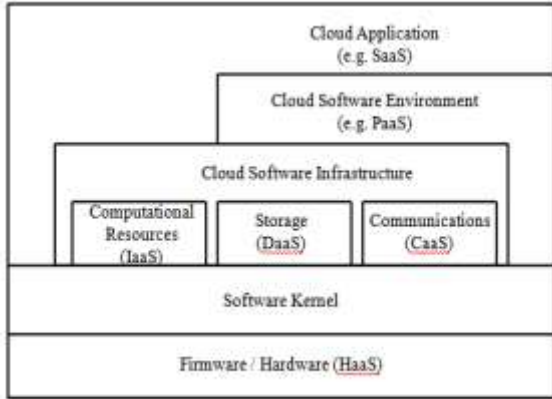 Cloud Application
(e.g. SaaS)
Cloud Software Environment
(e.g. PaaS)
Cloud Software Infrastructure
Computational
Resources
(IaaS)
Storage
(DaaS)
Communications
(CaaS)
Software Kernel
Firmware / Hardware (HaaS)